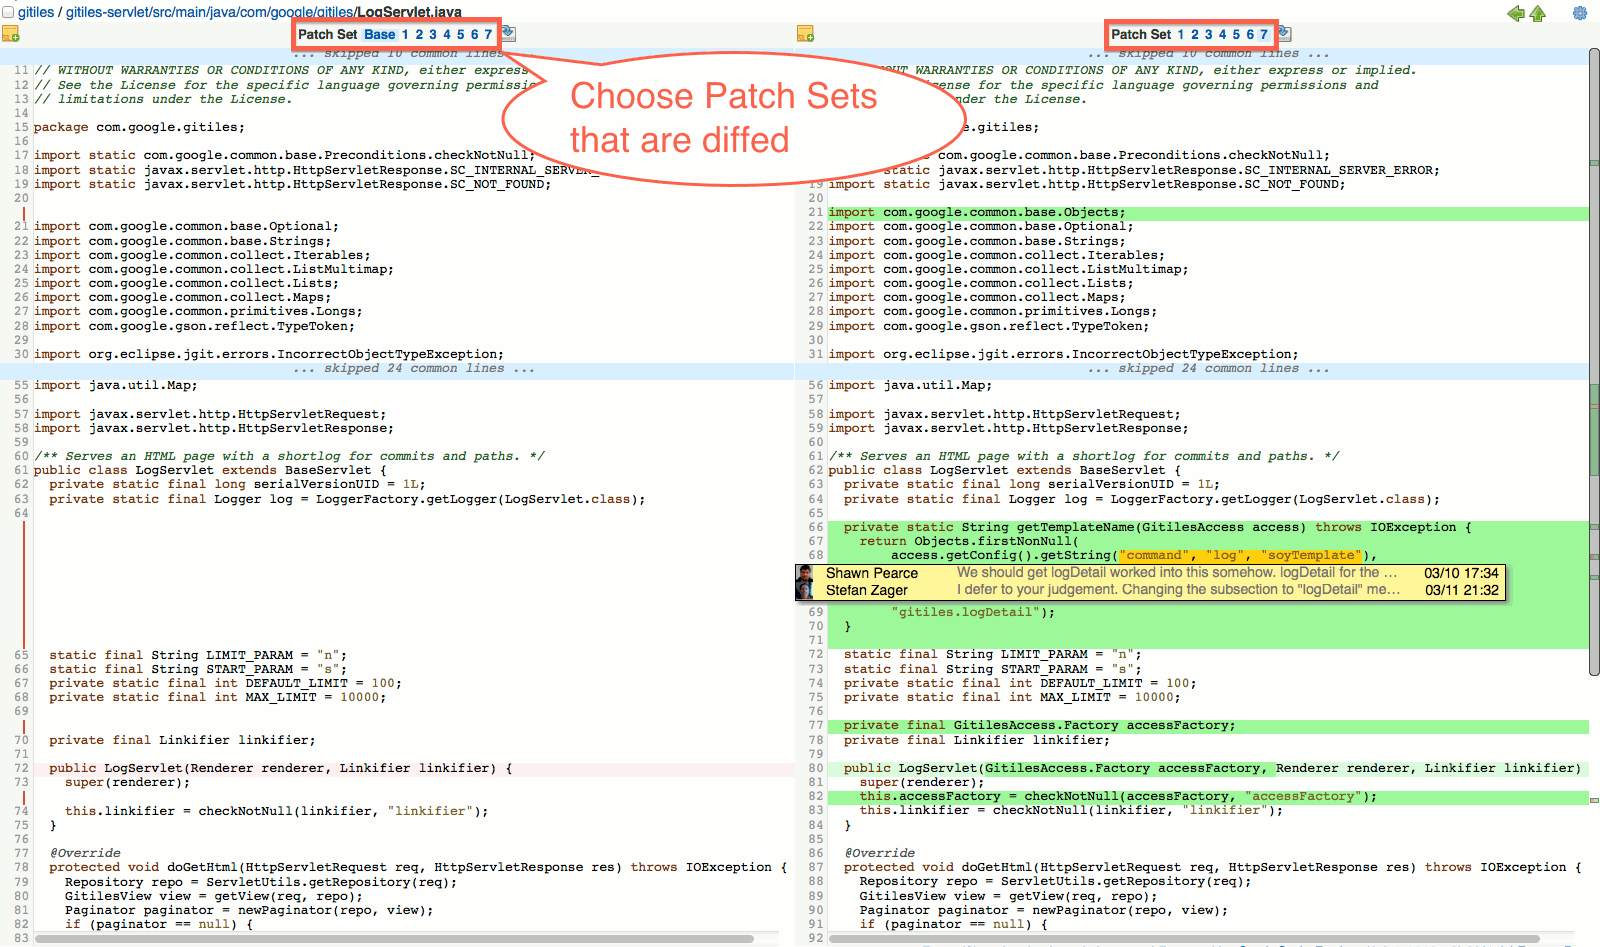 gitiles / gitiles-servlet/src/main/java/com/google/gitiles/LogServlet.java
Patch Set Base 1 2 3 4 5 6 7
... skipped 10 common lines ...
11 // WITHOUT WARRANTIES OR CONDITIONS OF ANY KIND, either express
12 // See the License for the specific language governing permiss
13 // limitations under the License.
14
15 package com.google.gitiles;
16
17 import static com.google.common.base.Preconditions.checkNotNull;
18 import static javax.servlet.http.HttpServletResponse.SC_INTERNAL_SERVER_
19 import static javax.servlet.http.HttpServletResponse.SC_NOT_FOUND;
20
21 import com.google.common.base.Optional;
22 import com.google.common.base.Strings;
23 import com.google.common.collect.Iterables;
24 import com.google.common.collect.ListMultimap;
25 import com.google.common.collect.Lists;
26 import com.google.common.collect.Maps;
27 import com.google.common.primitives.Longs;
28 import com.google.gson.reflect.TypeToken;
29
30 import org.eclipse.jgit.errors.IncorrectObjectTypeException;
... skipped 24 common lines ...
55 import java.util.Map;
56
57 import javax.servlet.http.HttpServletRequest;
58 import javax.servlet.http.HttpServletResponse;
59
60 /** Serves an HTML page with a shortlog for commits and paths. */
61 public class LogServlet extends BaseServlet {
62 private static final long serialVersionUID = 1L;
63 private static final Logger log = LoggerFactory.getLogger(LogServlet.class);
64
65 static final String LIMIT_PARAM = "n";
66 static final String START_PARAM = "s";
67 private static final int DEFAULT_LIMIT = 100;
68 private static final int MAX_LIMIT = 10000;
69
70 private final Linkifier linkifier;
71
72 public LogServlet(Renderer renderer, Linkifier linkifier) {
73 super(renderer);
74 this.linkifier = checkNotNull(linkifier, "linkifier");
75 }
76
77 @Override
78 protected void doGetHtml(HttpServletRequest req, HttpServletResponse res) throws IOException {
79 Repository repo = ServletUtils.getRepository(req);
80 GitilesView view = getView(req, repo);
81 Paginator paginator = newPaginator(repo, view);
82 if (paginator == null) {
83
Choose Patch Sets
that are diffed
Patch Set 1 2 3 4 5 6 7
... skipped 10 common lines ...
WARRANTIES OR CONDITIONS OF ANY KIND, either express or implied.
ense for the specific language governing permissions and
nder the License.
e.gitiles;
com.google.common.base.Preconditions.checkNotNull;
static javax.servlet.http.HttpServletResponse.SC_INTERNAL_SERVER_ERROR;
19 import static javax.servlet.http.HttpServletResponse.SC_NOT_FOUND;
20
21 import com.google.common.base.Objects;
22 import com.google.common.base.Optional;
23 import com.google.common.base.Strings;
24 import com.google.common.collect.Iterables;
25 import com.google.common.collect.ListMultimap;
26 import com.google.common.collect.Lists;
27 import com.google.common.collect.Maps;
28 import com.google.common.primitives.Longs;
29 import com.google.gson.reflect.TypeToken;
30
31 import org.eclipse.jgit.errors.IncorrectObjectTypeException;
... skipped 24 common lines ...
56 import java.util.Map;
57
58 import javax.servlet.http.HttpServletRequest;
59 import javax.servlet.http.HttpServletResponse;
60
61 /** Serves an HTML page with a shortlog for commits and paths. */
62 public class LogServlet extends BaseServlet {
63 private static final long serialVersionUID = 1L;
64 private static final Logger log = LoggerFactory.getLogger(LogServlet.class);
65
66 private static String getTemplateName(GitilesAccess access) throws IOException {
67 return Objects.firstNonNull(
68 access.getConfig().getString("command", "log", "soyTemplate"),
Shawn Pearce We should get logDetail worked into this somehow. logDetail for the ... 03/10 17:34
Stefan Zager I defer to your judgement. Changing the subsection to "logDetail" me... 03/11 21:32
69 "gitiles.logDetail");
70 }
71
72 static final String LIMIT_PARAM = "n";
73 static final String START_PARAM = "s";
74 private static final int DEFAULT_LIMIT = 100;
75 private static final int MAX_LIMIT = 10000;
76
77 private final GitilesAccess.Factory accessFactory;
78 private final Linkifier linkifier;
79
80 public LogServlet(GitilesAccess.Factory accessFactory, Renderer renderer, Linkifier linkifier)
81 super(renderer);
82 this.accessFactory = checkNotNull(accessFactory, "accessFactory");
83 this.linkifier = checkNotNull(linkifier, "linkifier");
84 }
85
86 @Override
87 protected void doGetHtml(HttpServletRequest req, HttpServletResponse res) throws IOException {
88 Repository repo = ServletUtils.getRepository(req);
89 GitilesView view = getView(req, repo);
90 Paginator paginator = newPaginator(repo, view);
91 if (paginator == null) {
92